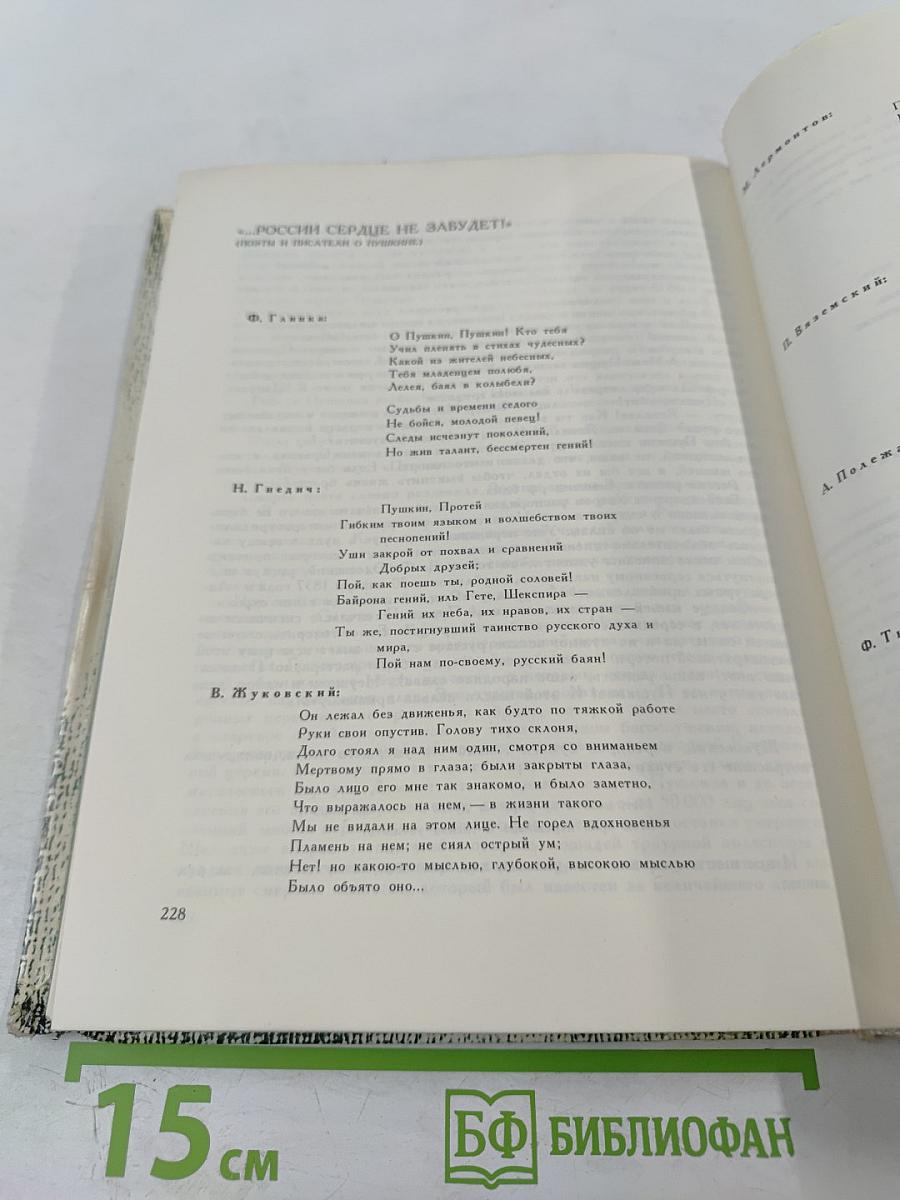 «...РОССИИ СЕРДЦЕ НЕ ЗАБУДЕТ!»
(ПОЭТЫ И ПИСАТЕЛИ О ПУШКИНЕ)
Ф. Глинка:
О Пушкин, Пушкин! Кто тебя
Учил пленять в стихах чудесных?
Какой из жителей небесных,
Тебя младенцем полюбя,
Лелея, баял в колыбели?
Судьбы и времени седого
Не бойся, молодой певец!
Следы исчезнут поколений,
Но жив талант, бессмертен гений!
Н. Гнедич:
Пушкин, Протей
Гибким твоим языком и волшебством твоих
песнопений!
Уши закрой от похвал и сравнений
Добрых друзей;
Пой, как поешь ты, родной соловей!
Байрона гений, иль Гете, Шекспира —
Гений их неба, их нравов, их стран —
Ты же, постигнувший таинство русского духа и
мира,
Пой нам по-своему, русский баян!
В. Жуковский:
Он лежал без движенья, как будто по тяжкой работе
Руки свои опустив. Голову тихо склоня,
Долго стоял я над ним один, смотря со вниманьем
Мертвому прямо в глаза; были закрыты глаза,
Было лицо его мне так знакомо, и было заметно,
Что выражалось на нем, — в жизни такого
Мы не видали на этом лице. Не горел вдохновенья
Пламень на нем; не сиял острый ум;
Нет! но какою-то мыслью, глубокой, высокою мыслью
Было объято оно...
228
М. Лермонтов:
П. Вяземский:
А. Полежа
Ф. Тю
15 см
БФ БИБЛИОФАН